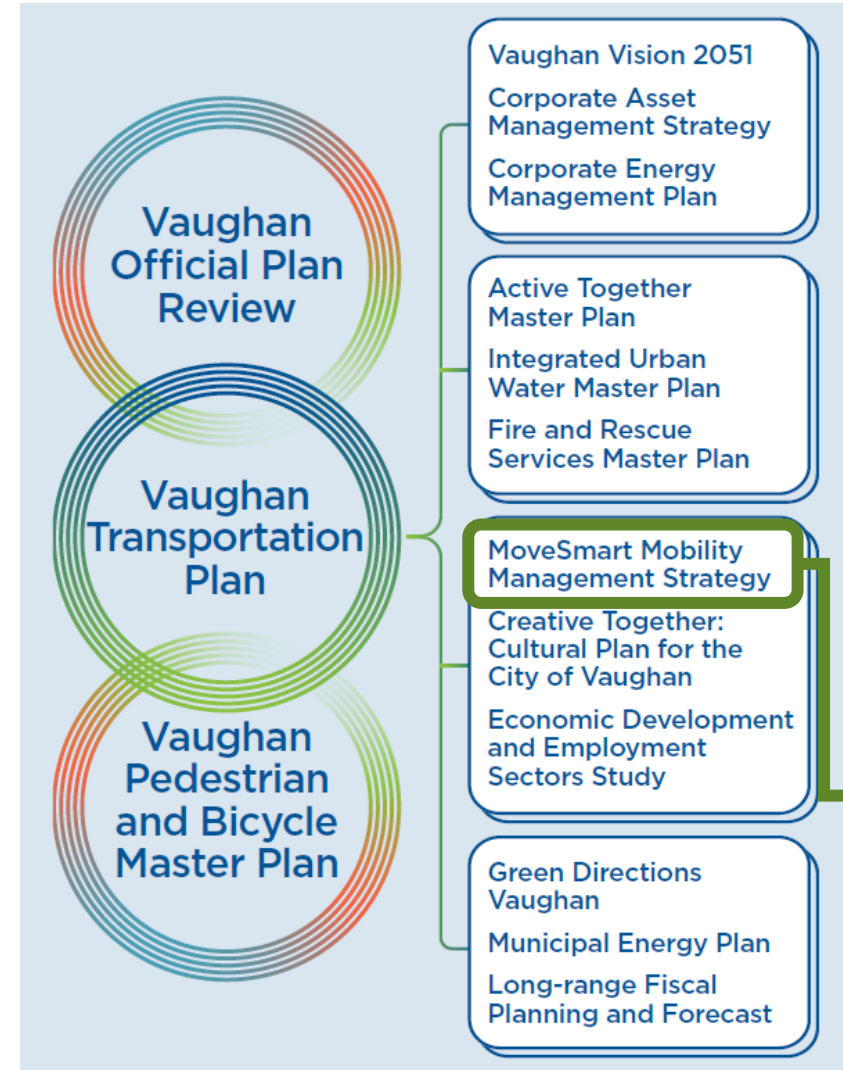 Vaughan
Official Plan
Review
Vaughan
Transportation
Plan
Vaughan
Pedestrian
and Bicycle
Master Plan
Vaughan Vision 2051
Corporate Asset
Management Strategy
Corporate Energy
Management Plan
Active Together
Master Plan
Integrated Urban
Water Master Plan
Fire and Rescue
Services Master Plan
MoveSmart Mobility
Management Strategy
Creative Together:
Cultural Plan for the
City of Vaughan
Economic Development
and Employment
Sectors Study
Green Directions
Vaughan
Municipal Energy Plan
Long-range Fiscal
Planning and Forecast